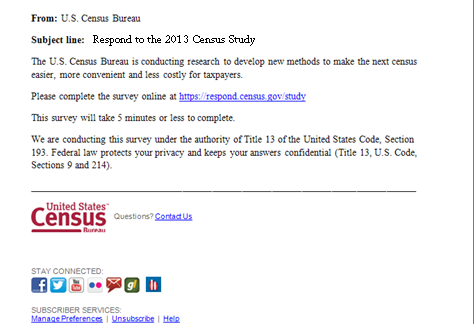 From: U.S. Census Bureau
Subject line: Respond to the 2013 Census Study
The U.S. Census Bureau is conducting research to develop new methods to make the next census
easier, more convenient and less costly for taxpayers.
Please complete the survey online at https://respond.census.gov/study
This survey will take 5 minutes or less to complete.
We are conducting this survey under the authority of Title 13 of the United States Code, Section
193. Federal law protects your privacy and keeps your answers confidential (Title 13, U.S. Code,
Sections 9 and 214).
United States™
Census
Bureau
Questions? Contact Us
STAY CONNECTED:
You Tube
SUBSCRIBER SERVICES:
Manage Preferences | Unsubscribe | Help